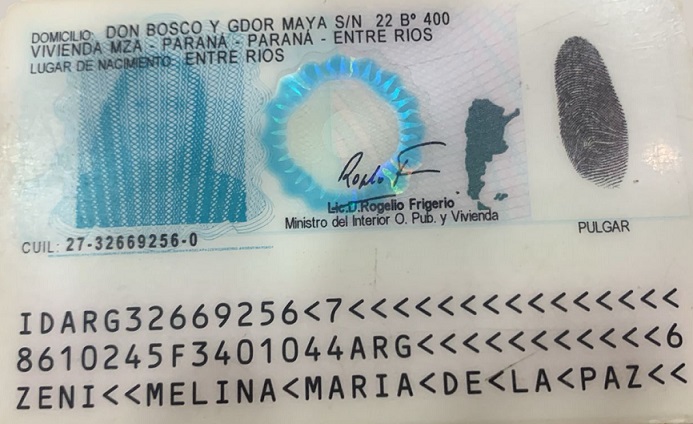 DOMICILIO: DON BOSCO Y GDOR MAYA S/N 22 Bº 400
VIVIENDA MZA - PARANÁ - PARANÁ - ENTRE RIOS
LUGAR DE NACIMIENTO: ENTRE RIOS
Lic. Rogelio Frigerio
Ministro del Interior O. Pub. y Vivienda
PULGAR
CUIL: 27-32669256-0
IDARG32669256<7<<<<<<<<<<<<<<<
8610245F3401044ARG<<<<<<<<<<<6
ZENI<<MELINA<MARIA<DE<LA<PAZ<<